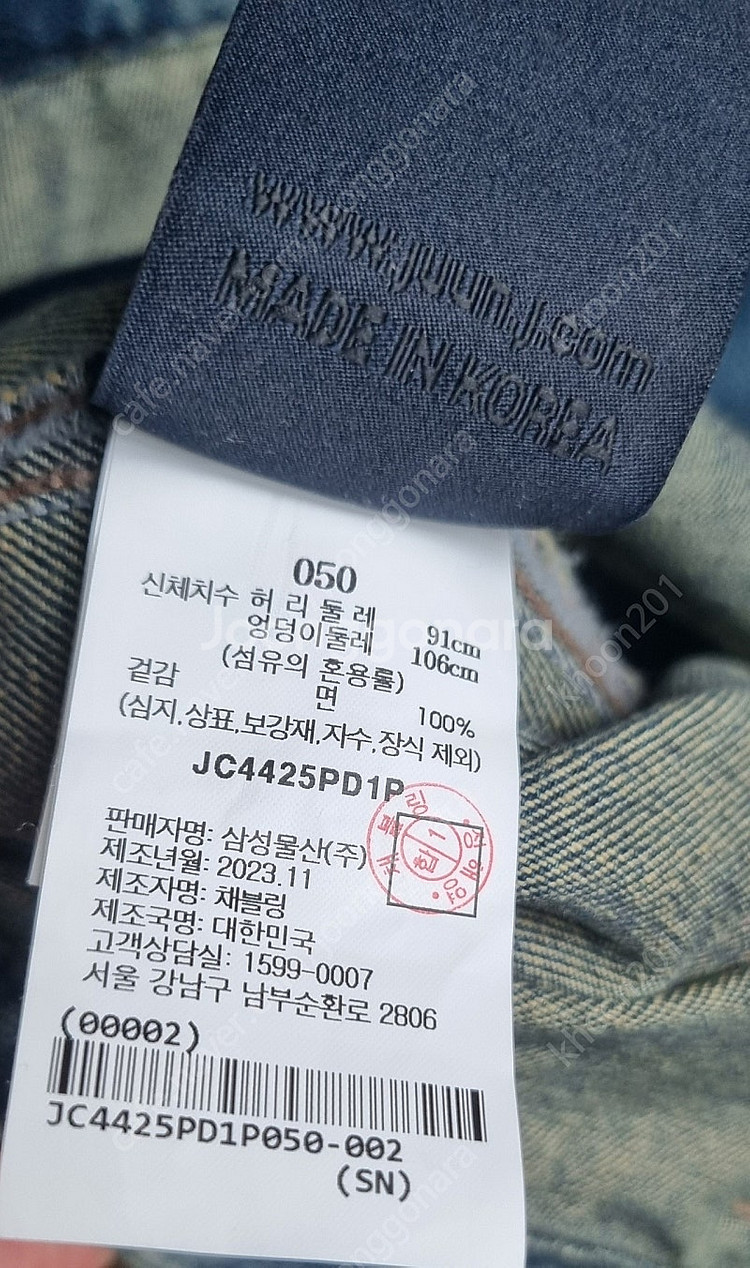 www.juunj.com
MADE IN KOREA
050
신체치수 허 리 둘 레 91cm
엉덩이둘레 106cm
(섬유의 혼용률)
겉감 면 100%
(심지,상표,보강재,자수,장식 제외)
JC4425PD1P
판매자명: 삼성물산(주)
제조년월: 2023.11
제조자명: 채블링
제조국명: 대한민국
고객상담실: 1599-0007
서울 강남구 남부순환로 2806
(00002)
JC4425PD1P050-002
(SN)
Joonggonara
khoon201
khoon201
khoon201